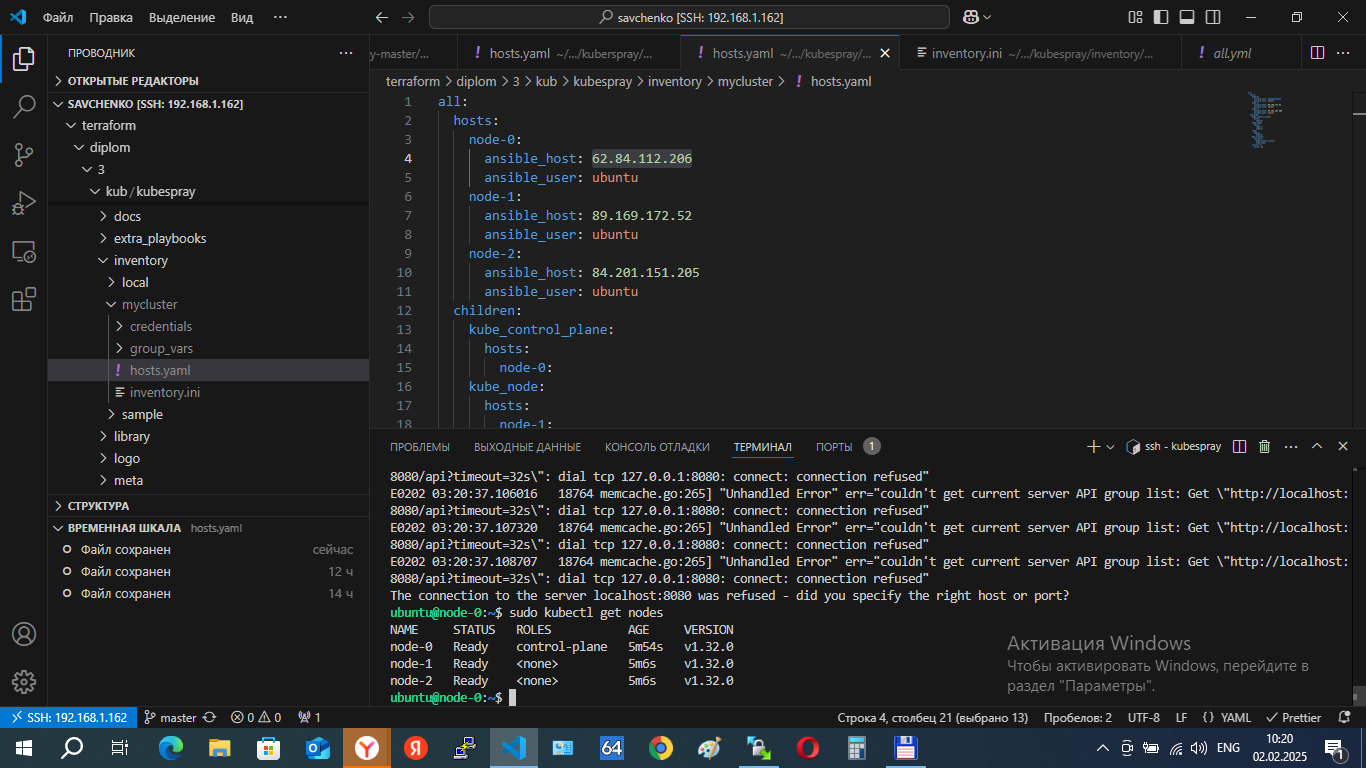 Файл Правка Выделение Вид ··· savchenko [SSH: 192.168.1.162]
ПРОВОДНИК ···
ОТКРЫТЫЕ РЕДАКТОРЫ
SAVCHENKO [SSH: 192.168.1.162]
terraform
diplom
3
kub / kubespray
docs
extra_playbooks
inventory
local
mycluster
credentials
group_vars
! hosts.yaml
inventory.ini
sample
library
logo
meta
СТРУКТУРА
ВРЕМЕННАЯ ШКАЛА hosts.yaml
Файл сохранен сейчас
Файл сохранен 12 ч
Файл сохранен 14 ч
y-master/... ! hosts.yaml ~/.../kuberspray/... ! hosts.yaml ~/.../kubespray/... inventory.ini ~/.../kuberspray/inventory/... ! all.yml ···
terraform > diplom > 3 > kub > kubespray > inventory > mycluster > ! hosts.yaml
1 all:
2 hosts:
3 node-0:
4 ansible_host: 62.84.112.206
5 ansible_user: ubuntu
6 node-1:
7 ansible_host: 89.169.172.52
8 ansible_user: ubuntu
9 node-2:
10 ansible_host: 84.201.151.205
11 ansible_user: ubuntu
12 children:
13 kube_control_plane:
14 hosts:
15 node-0:
16 kube_node:
17 hosts:
18 node-1:
ПРОБЛЕМЫ ВЫХОДНЫЕ ДАННЫЕ КОНСОЛЬ ОТЛАДКИ ТЕРМИНАЛ ПОРТЫ 1 ssh - kubespray ···
8080/api?timeout=32s\": dial tcp 127.0.0.1:8080: connect: connection refused"
E0202 03:20:37.106016 18764 memcache.go:265] "Unhandled Error" err="couldn't get current server API group list: Get \"http://localhost:
8080/api?timeout=32s\": dial tcp 127.0.0.1:8080: connect: connection refused"
E0202 03:20:37.107320 18764 memcache.go:265] "Unhandled Error" err="couldn't get current server API group list: Get \"http://localhost:
8080/api?timeout=32s\": dial tcp 127.0.0.1:8080: connect: connection refused"
E0202 03:20:37.108707 18764 memcache.go:265] "Unhandled Error" err="couldn't get current server API group list: Get \"http://localhost:
8080/api?timeout=32s\": dial tcp 127.0.0.1:8080: connect: connection refused"
The connection to the server localhost:8080 was refused - did you specify the right host or port?
ubuntu@node-0:~$ sudo kubectl get nodes
NAME STATUS ROLES AGE VERSION
node-0 Ready control-plane 5m54s v1.32.0
node-1 Ready <none> 5m6s v1.32.0
node-2 Ready <none> 5m6s v1.32.0
ubuntu@node-0:~$
Активация Windows
Чтобы активировать Windows, перейдите в
раздел "Параметры".
SSH: 192.168.1.162 master 0 0 1 Строка 4, столбец 21 (выбрано 13) Пробелов: 2 UTF-8 LF {} YAML Prettier
Я 64 ENG 10:20
02.02.2025 1